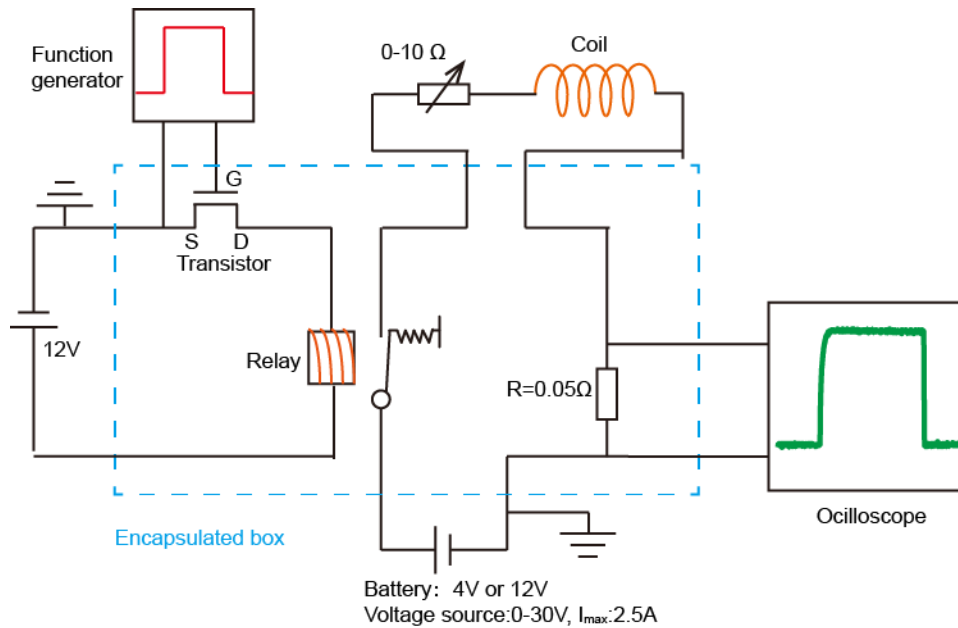 Function
generator
0-10 Ω
Coil
G
S
D
Transistor
12V
Relay
R=0.05Ω
Ocilloscope
Encapsulated box
Battery: 4V or 12V
Voltage source:0-30V, Imax:2.5A